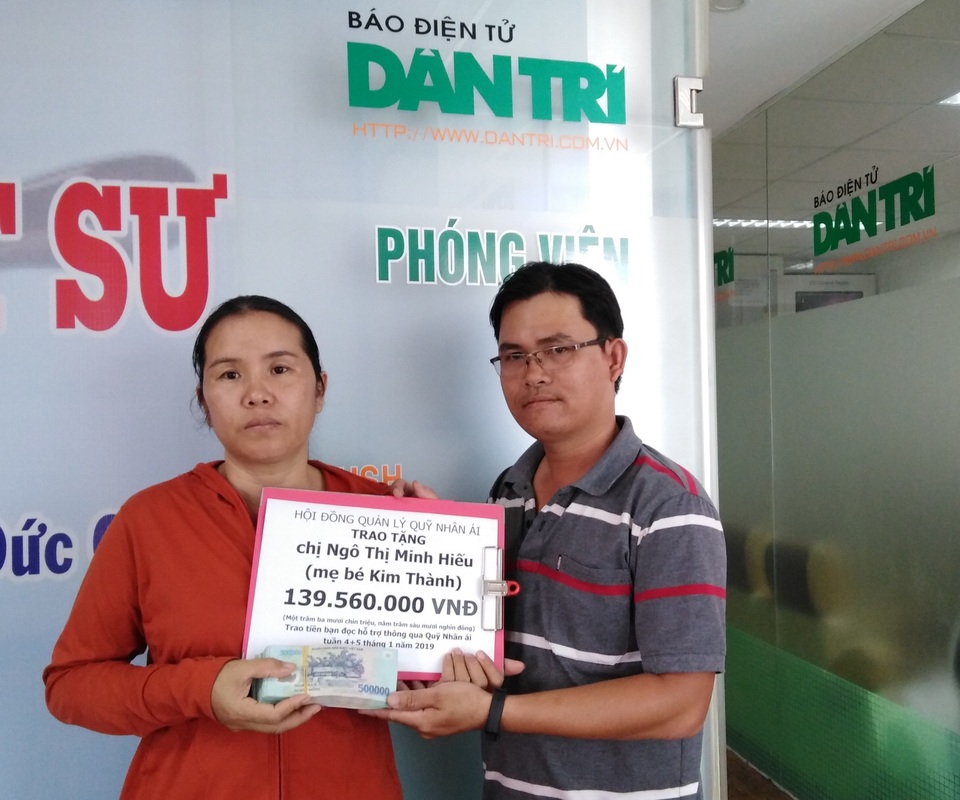 BÁO ĐIỆN TỬ
DÂN TRÍ
HTTP://WWW.DANTRI.COM.VN
BÁO ĐIỆN TỬ
DÂN TRÍ
SƯ
PHÓNG VIÊN
Đức
HỘI ĐỒNG QUẢN LÝ QUỸ NHÂN ÁI
TRAO TẶNG
chị Ngô Thị Minh Hiếu
(mẹ bé Kim Thành)
139.560.000 VNĐ
(Một trăm ba mươi chín triệu, năm trăm sáu mươi nghìn đồng)
Trao tiền bạn đọc hỗ trợ thông qua Quỹ Nhân ái
tuần 4+5 tháng 1 năm 2019
500000